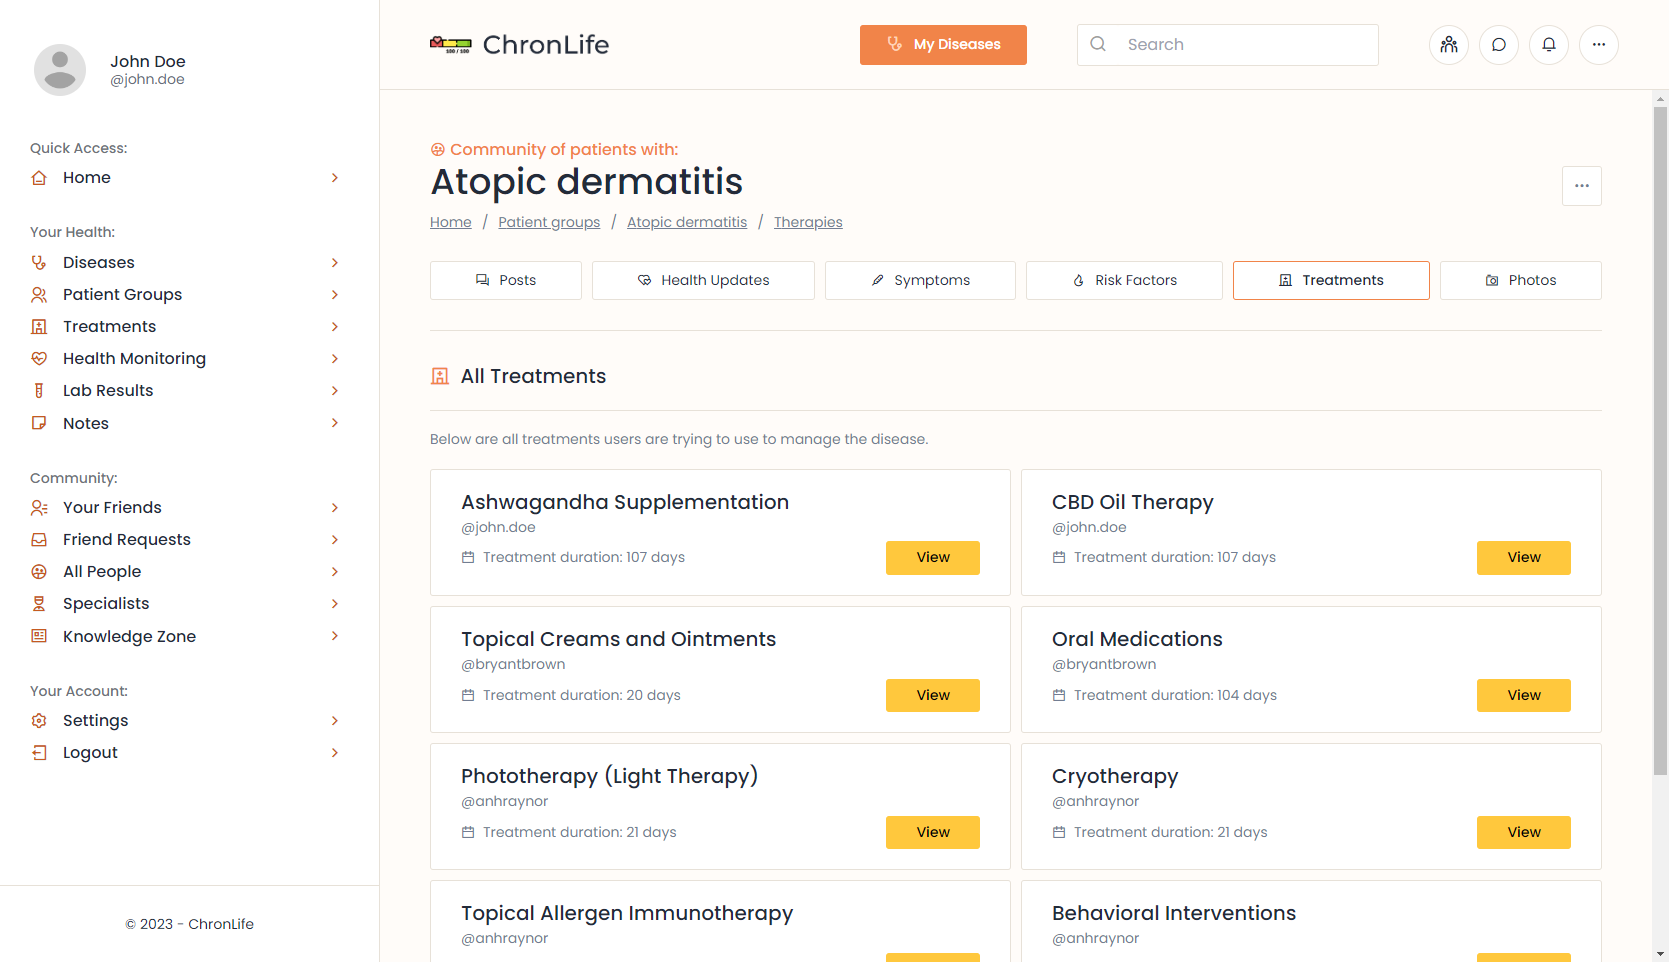 John Doe
@john.doe
Quick Access:
Home
Your Health:
Diseases
Patient Groups
Treatments
Health Monitoring
Lab Results
Notes
Community:
Your Friends
Friend Requests
All People
Specialists
Knowledge Zone
Your Account:
Settings
Logout
© 2023 - ChronLife
100 / 100
ChronLife
My Diseases
Search
Community of patients with:
Atopic dermatitis
Home / Patient groups / Atopic dermatitis / Therapies
Posts
Health Updates
Symptoms
Risk Factors
Treatments
Photos
All Treatments
Below are all treatments users are trying to use to manage the disease.
Ashwagandha Supplementation
@john.doe
Treatment duration: 107 days
View
CBD Oil Therapy
@john.doe
Treatment duration: 107 days
View
Topical Creams and Ointments
@bryantbrown
Treatment duration: 20 days
View
Oral Medications
@bryantbrown
Treatment duration: 104 days
View
Phototherapy (Light Therapy)
@anhraynor
Treatment duration: 21 days
View
Cryotherapy
@anhraynor
Treatment duration: 21 days
View
Topical Allergen Immunotherapy
@anhraynor
Behavioral Interventions
@anhraynor